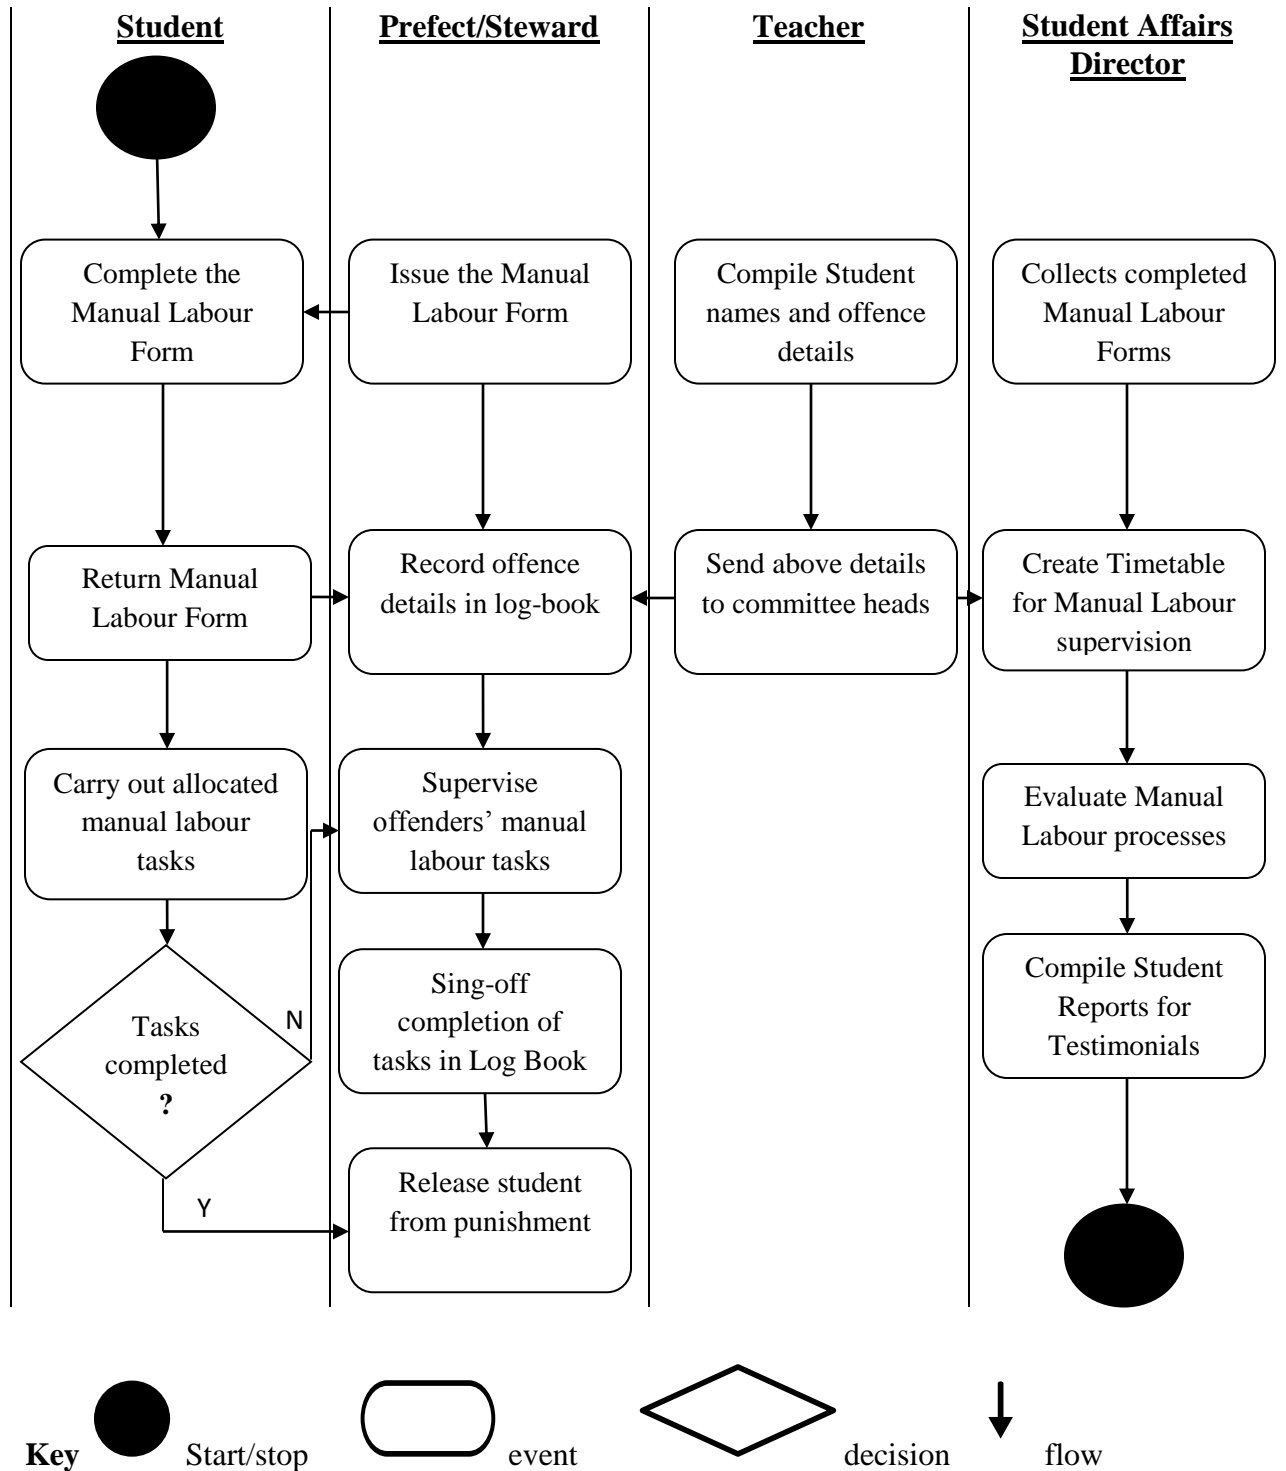 Student
Prefect/Steward
Teacher
Student Affairs
Director
Complete the
Manual Labour
Form
Issue the Manual
Labour Form
Compile Student
names and offence
details
Collects completed
Manual Labour
Forms
Return Manual
Labour Form
Record offence
details in log-book
Send above details
to committee heads
Create Timetable
for Manual Labour
supervision
Carry out allocated
manual labour
tasks
Supervise
offenders’ manual
labour tasks
Evaluate Manual
Labour processes
Tasks
completed
?
N
Y
Sing-off
completion of
tasks in Log Book
Compile Student
Reports for
Testimonials
Release student
from punishment
Key
Start/stop
event
decision
flow